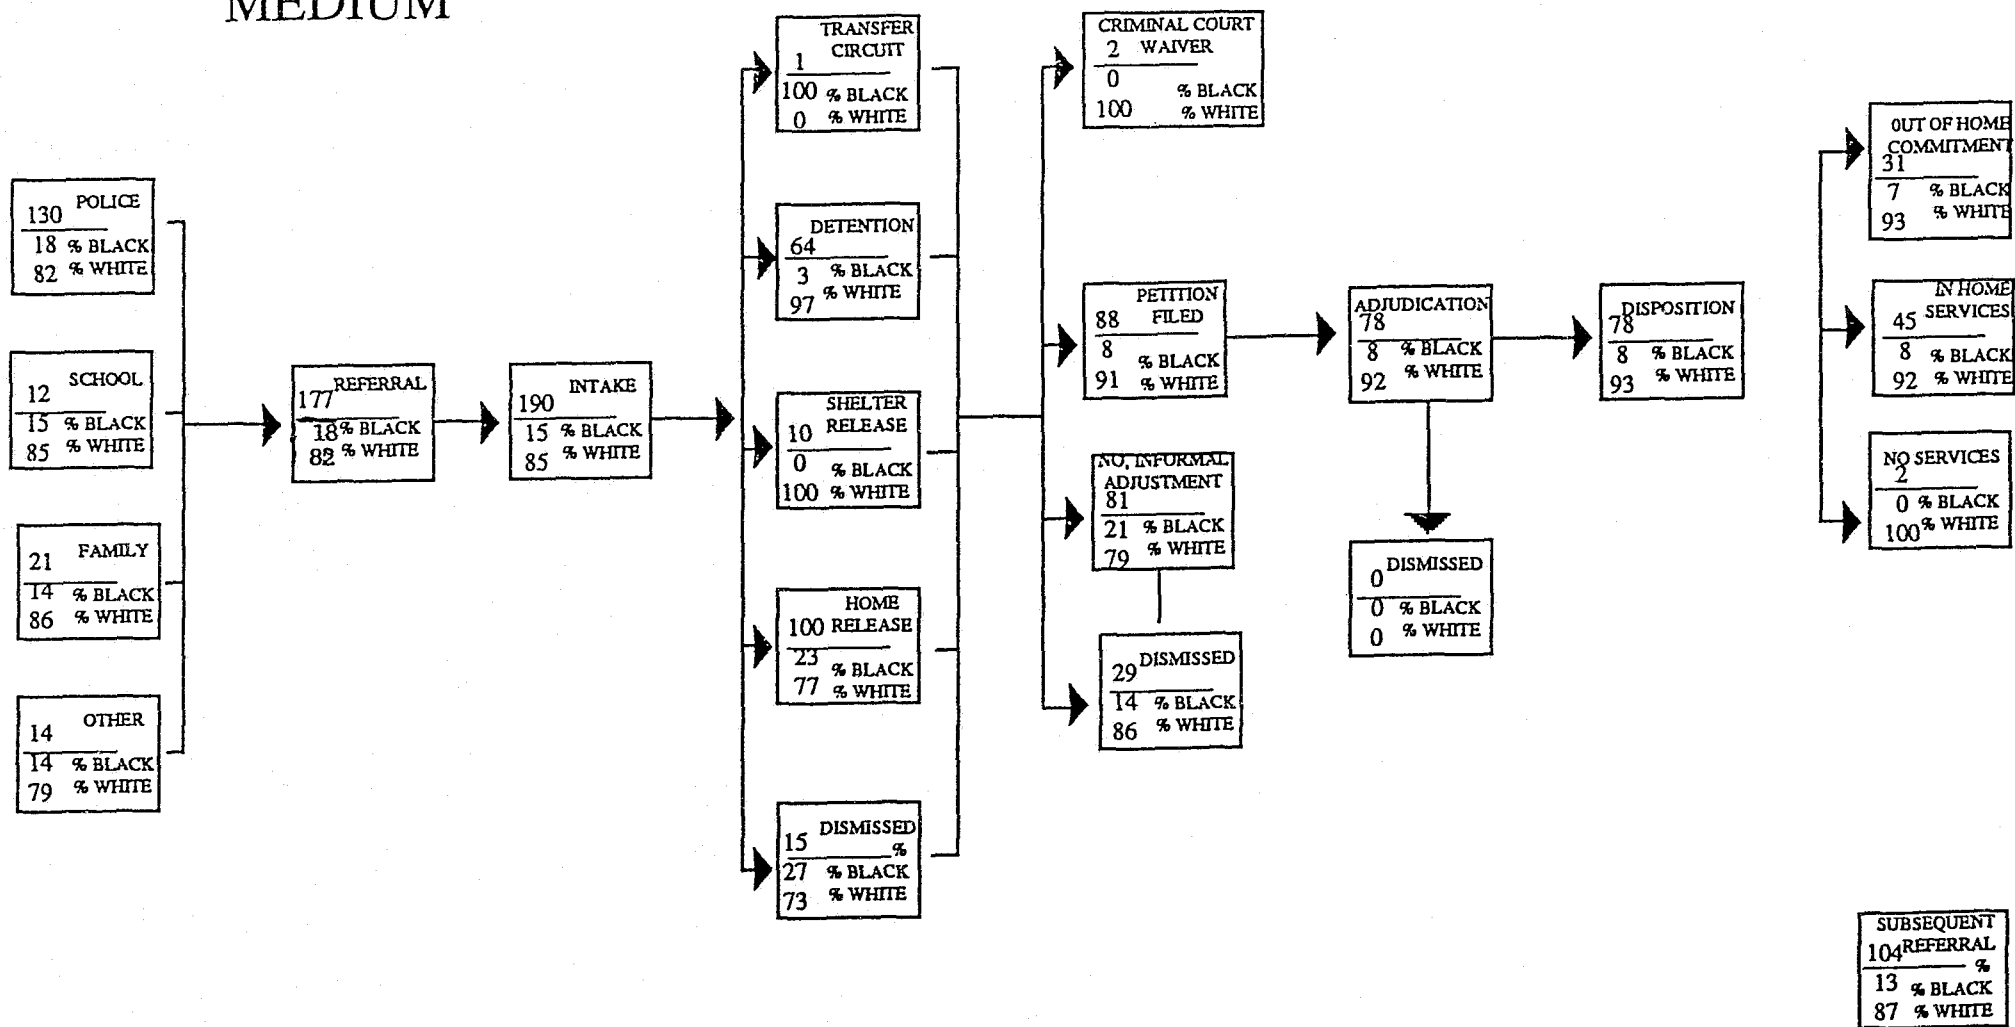 MEDIUM
POLICE
130
18 % BLACK
82 % WHITE
SCHOOL
12
15 % BLACK
85 % WHITE
FAMILY
21
14 % BLACK
86 % WHITE
OTHER
14
14 % BLACK
79 % WHITE
REFERRAL
177
18 % BLACK
82 % WHITE
INTAKE
190
15 % BLACK
85 % WHITE
TRANSFER
CIRCUIT
1
100 % BLACK
0 % WHITE
DETENTION
64
3 % BLACK
97 % WHITE
SHELTER
10 RELEASE
0 % BLACK
100 % WHITE
HOME
100 RELEASE
23 % BLACK
77 % WHITE
DISMISSED
15 %
27 % BLACK
73 % WHITE
CRIMINAL COURT
2 WAIVER
0 % BLACK
100 % WHITE
PETITION
88 FILED
8 % BLACK
91 % WHITE
NO, INFORMAL
ADJUSTMENT
81
21 % BLACK
79 % WHITE
DISMISSED
29
14 % BLACK
86 % WHITE
ADJUDICATION
78
8 % BLACK
92 % WHITE
DISMISSED
0
0 % BLACK
0 % WHITE
DISPOSITION
78
8 % BLACK
93 % WHITE
OUT OF HOME
COMMITMENT
31
7 % BLACK
93 % WHITE
IN HOME
45 SERVICES
8 % BLACK
92 % WHITE
NO SERVICES
2
0 % BLACK
100 % WHITE
SUBSEQUENT
104 REFERRAL
%
13 % BLACK
87 % WHITE